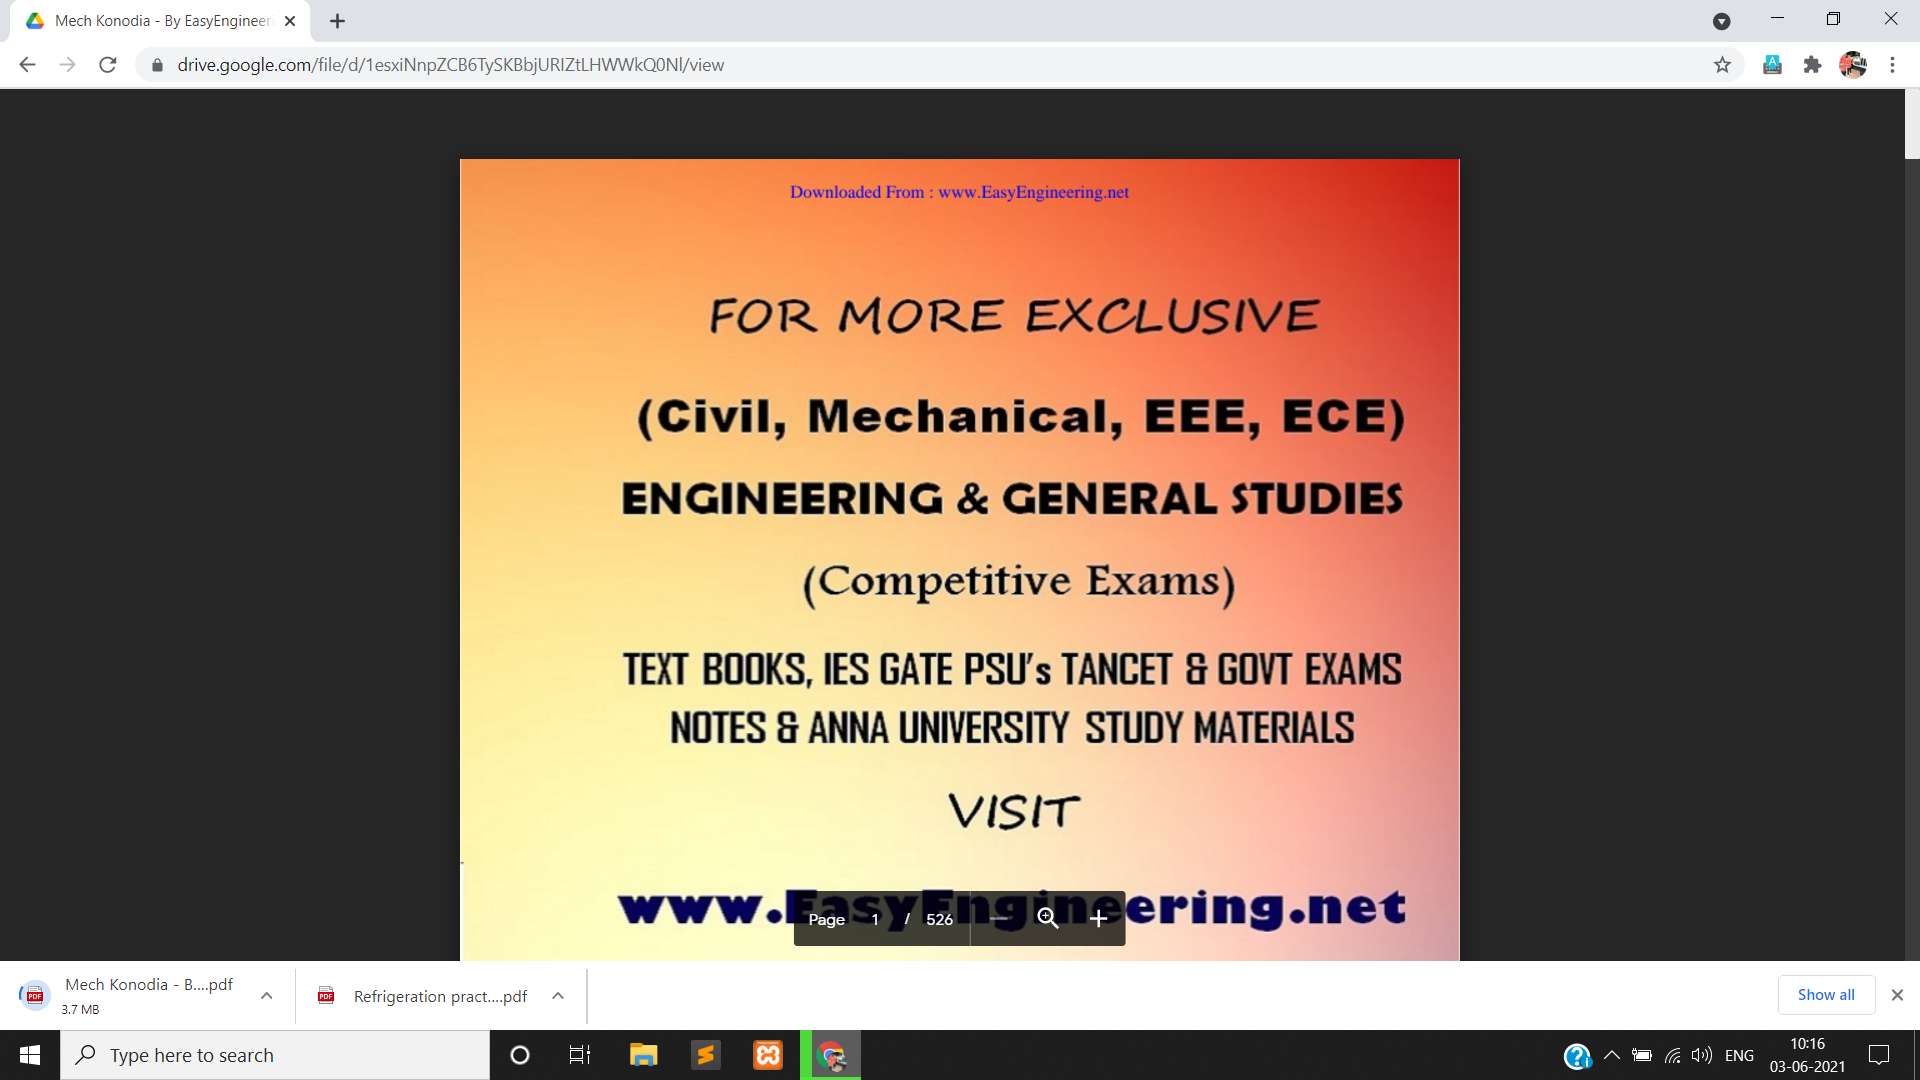 Mech Konodia - By EasyEngineer
drive.google.com/file/d/1esxiNnpZCB6TySKBbjURIZtLHWWkQ0Nl/view
Downloaded From : www.EasyEngineering.net
FOR MORE EXCLUSIVE
(Civil, Mechanical, EEE, ECE)
ENGINEERING & GENERAL STUDIES
(Competitive Exams)
TEXT BOOKS, IES GATE PSU's TANCET & GOVT EXAMS
NOTES & ANNA UNIVERSITY STUDY MATERIALS
VISIT
www.EasyEngineering.net
Page 1 / 526
Mech Konodia - B....pdf
3.7 MB
Refrigeration pract....pdf
Show all
Type here to search
ENG
10:16
03-06-2021